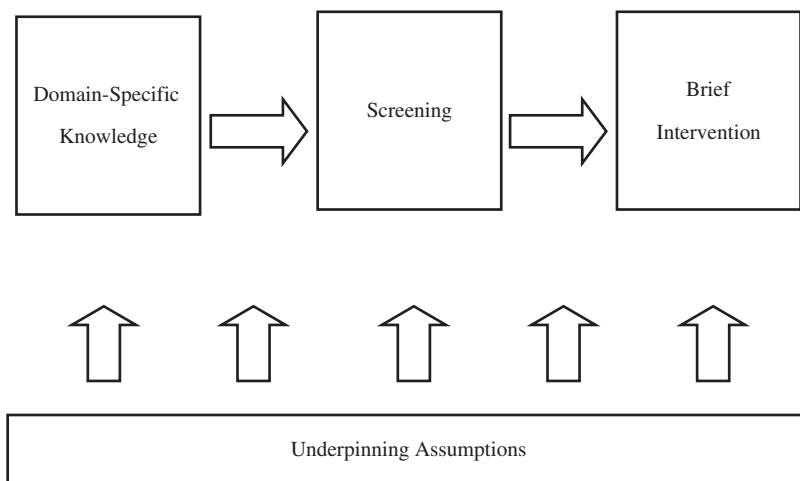 Domain-Specific
Knowledge
Screening
Brief
Intervention
Underpinning Assumptions